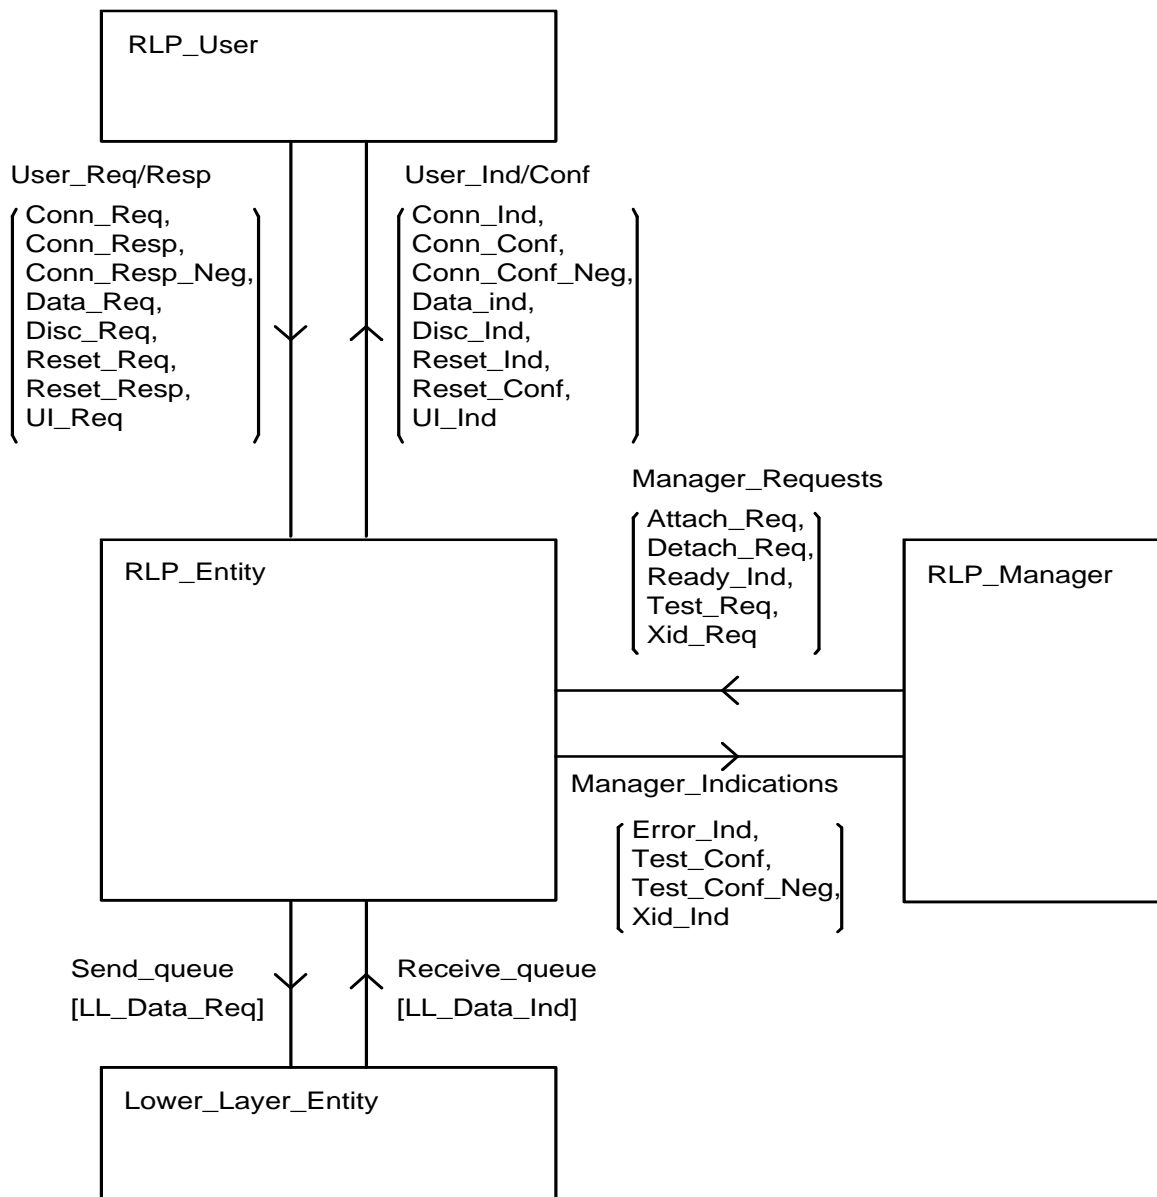 RLP_User
User_Req/Resp
Conn_Req,
Conn_Resp,
Conn_Resp_Neg,
Data_Req,
Disc_Req,
Reset_Req,
Reset_Resp,
UI_Req
User_Ind/Conf
Conn_Ind,
Conn_Conf,
Conn_Conf_Neg,
Data_ind,
Disc_Ind,
Reset_Ind,
Reset_Conf,
UI_Ind
Manager_Requests
Attach_Req,
Detach_Req,
Ready_Ind,
Test_Req,
Xid_Req
RLP_Entity
RLP_Manager
Manager_Indications
Error_Ind,
Test_Conf,
Test_Conf_Neg,
Xid_Ind
Send_queue
[LL_Data_Req]
Receive_queue
[LL_Data_Ind]
Lower_Layer_Entity